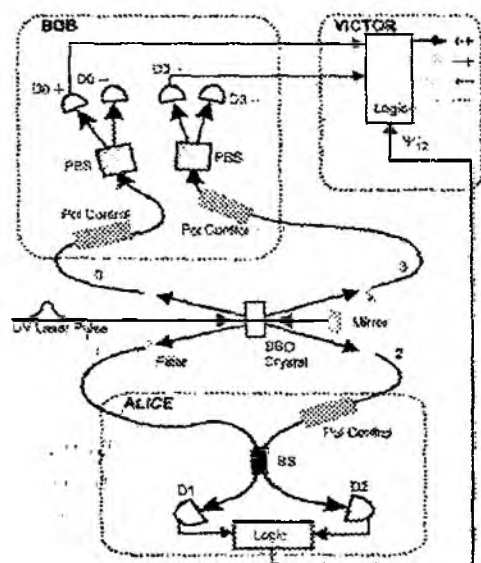 BOB
VICTOR
D0 +
D0 -
D3 -
D3 -
Logic
PBS
PBS
Ψ⁻12
Pol Control
Pol Control
0
3
UV Laser Pulse
Mirror
Filter
BBO
Crystal
2
ALICE
Pol Control
BS
D1
D2
Logic